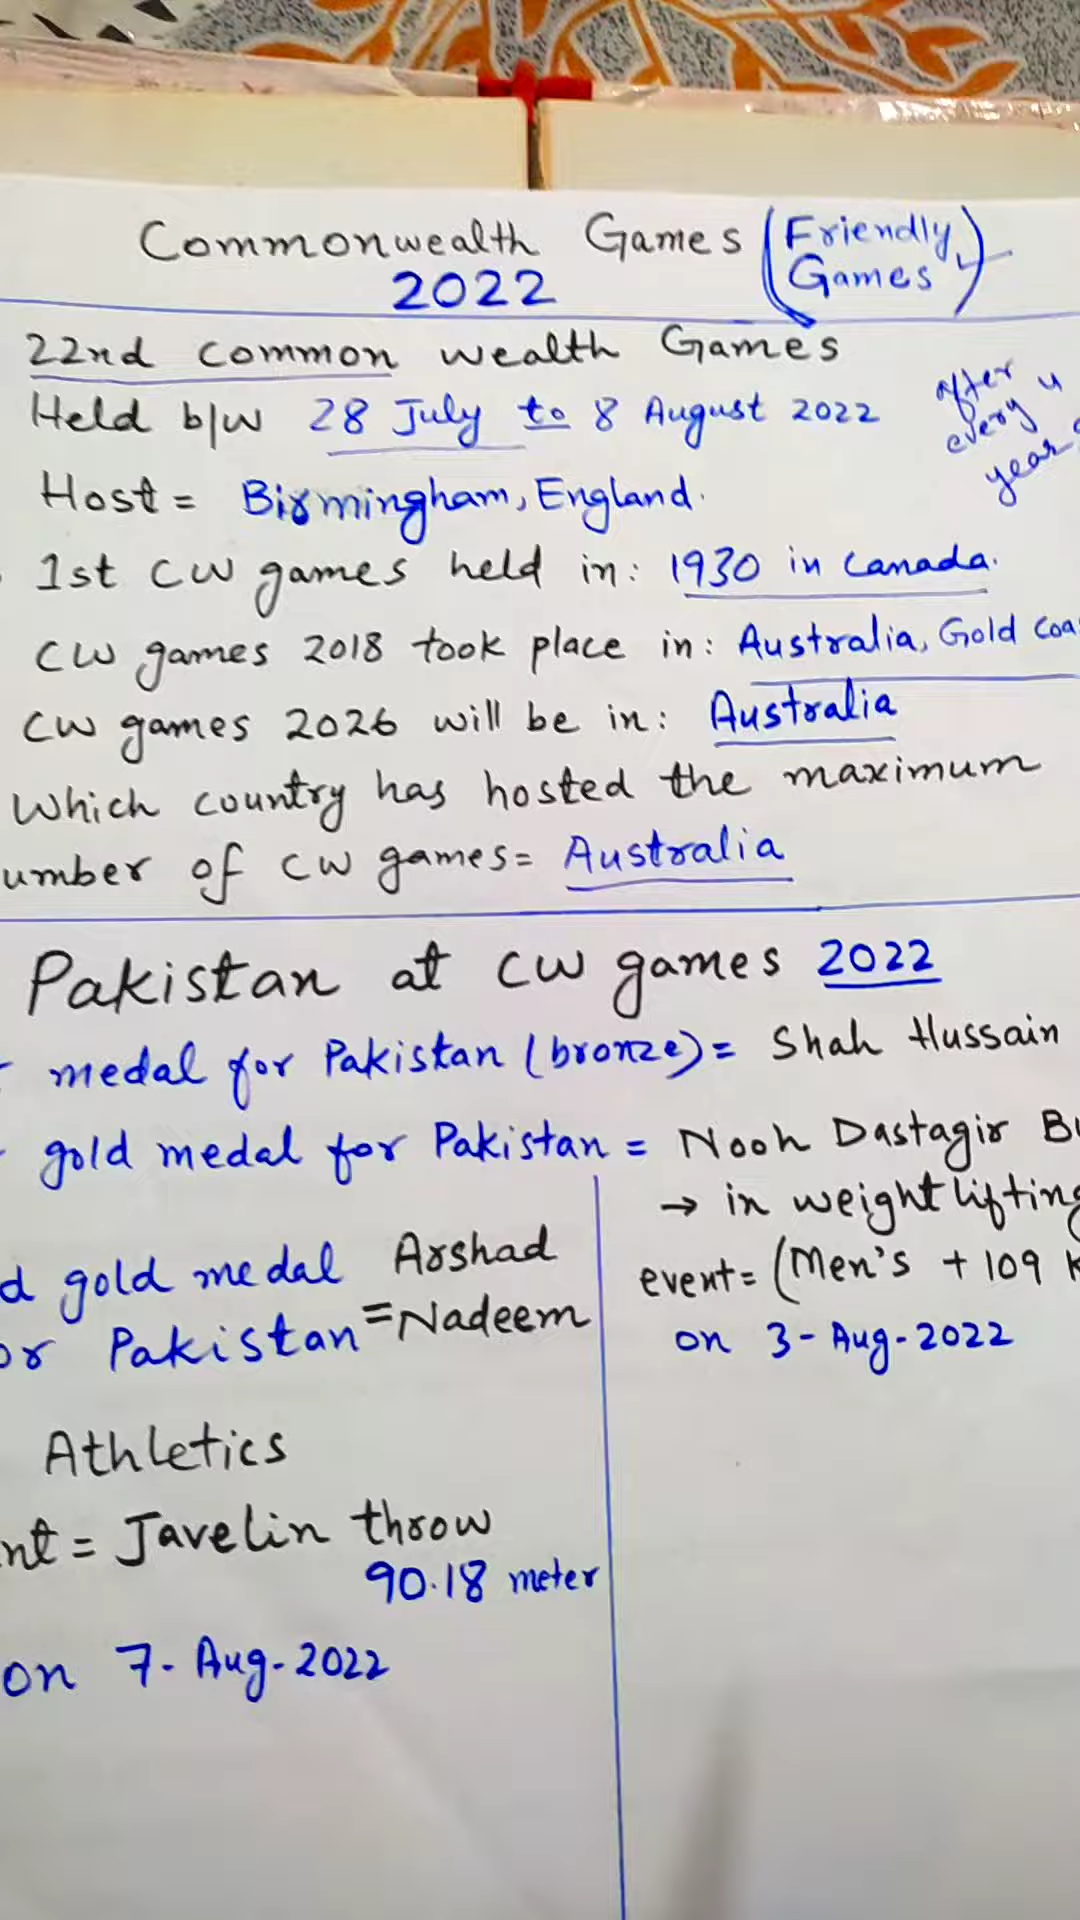 Commonwealth Games (Friendly Games)
2022
22nd common wealth Games
Held b/w 28 July to 8 August 2022
after every 4 years
Host = Birmingham, England.
1st CW games held in: 1930 in Canada.
CW games 2018 took place in: Australia, Gold Coa
CW games 2026 will be in: Australia
Which country has hosted the maximum
umber of CW games = Australia
Pakistan at CW games 2022
medal for Pakistan (bronze) = Shah Hussain
gold medal for Pakistan = Nooh Dastagir Bu
→ in weightlifting
event = (Men's + 109 K
on 3-Aug-2022
d gold medal Arshad
or Pakistan = Nadeem
Athletics
nt = Javelin throw
90.18 meter
on 7-Aug-2022